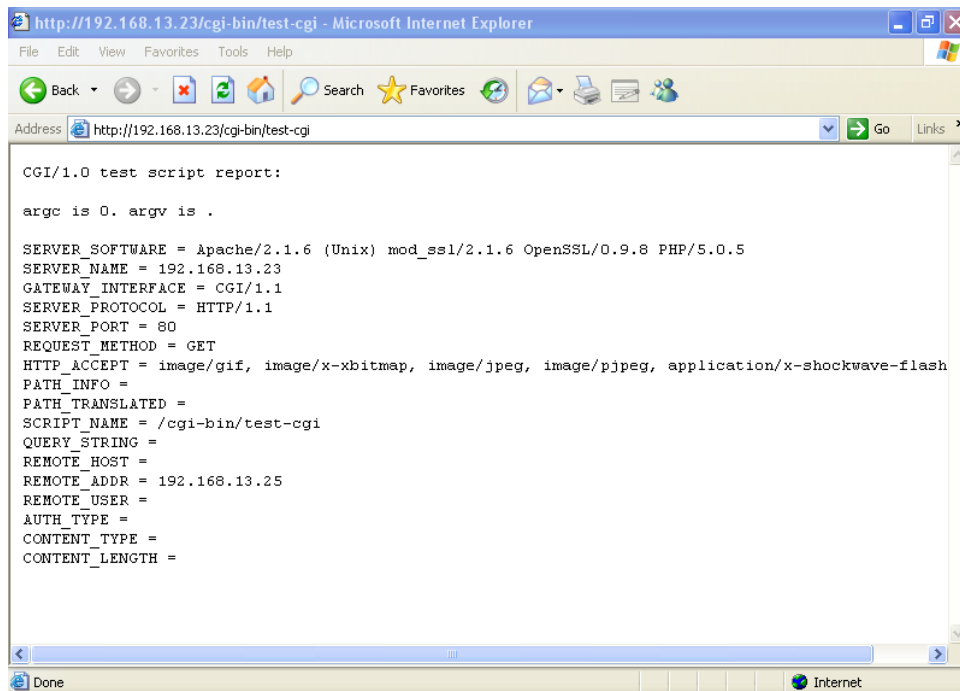 http://192.168.13.23/cgi-bin/test-cgi - Microsoft Internet Explorer
File Edit View Favorites Tools Help
Back Search Favorites
Address http://192.168.13.23/cgi-bin/test-cgi Go Links
CGI/1.0 test script report:
argc is 0. argv is .
SERVER_SOFTWARE = Apache/2.1.6 (Unix) mod_ssl/2.1.6 OpenSSL/0.9.8 PHP/5.0.5
SERVER_NAME = 192.168.13.23
GATEWAY_INTERFACE = CGI/1.1
SERVER_PROTOCOL = HTTP/1.1
SERVER_PORT = 80
REQUEST_METHOD = GET
HTTP_ACCEPT = image/gif, image/x-xbitmap, image/jpeg, image/pjpeg, application/x-shockwave-flash
PATH_INFO =
PATH_TRANSLATED =
SCRIPT_NAME = /cgi-bin/test-cgi
QUERY_STRING =
REMOTE_HOST =
REMOTE_ADDR = 192.168.13.25
REMOTE_USER =
AUTH_TYPE =
CONTENT_TYPE =
CONTENT_LENGTH =
Done Internet